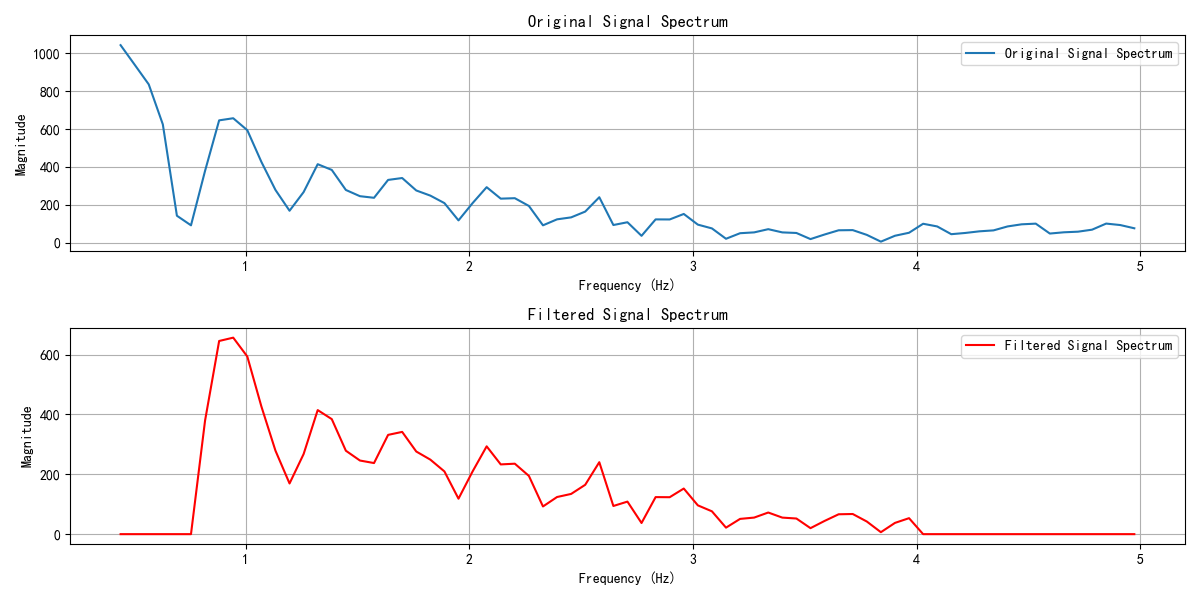 Original Signal Spectrum
Original Signal Spectrum
Magnitude
1000
800
600
400
200
0
1
2
3
4
5
Frequency (Hz)
Filtered Signal Spectrum
Filtered Signal Spectrum
Magnitude
600
400
200
0
1
2
3
4
5
Frequency (Hz)